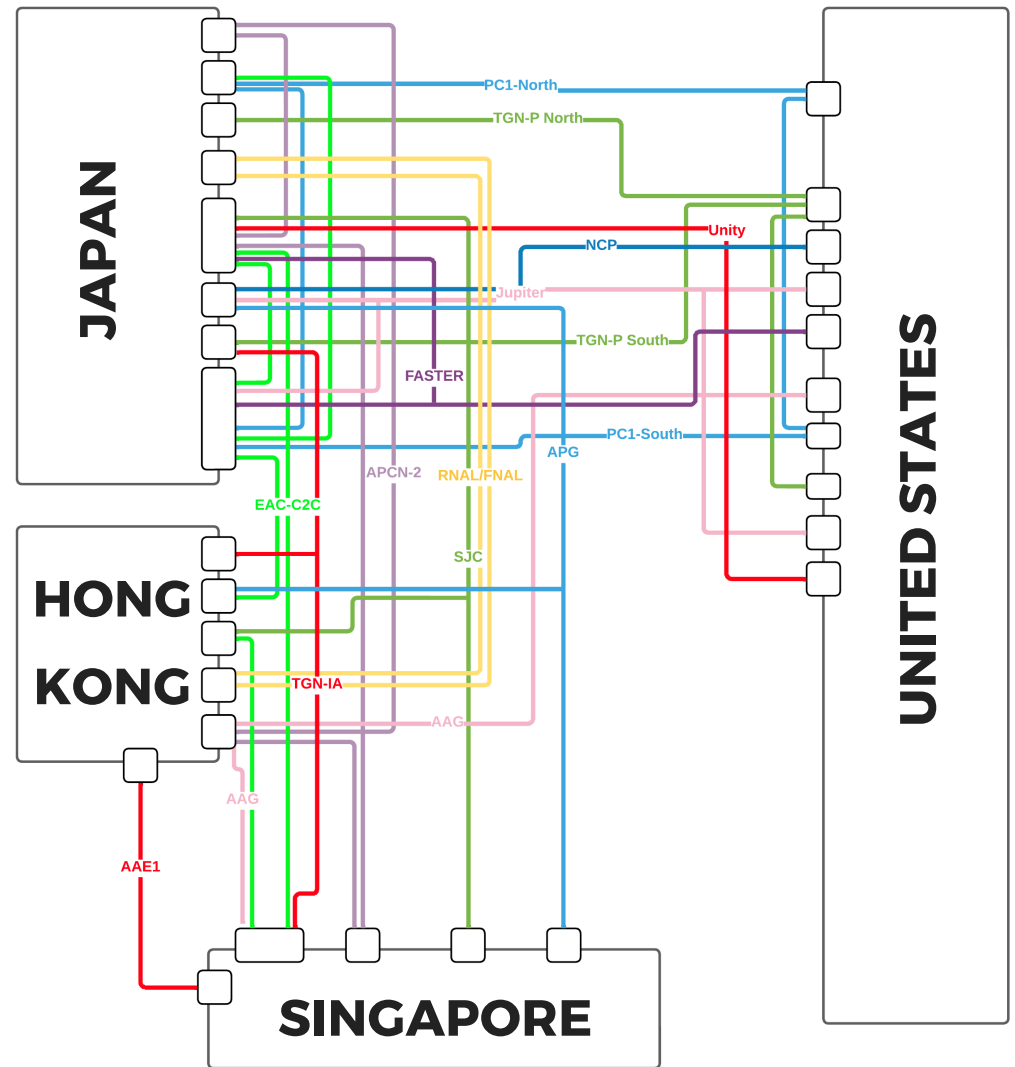 JAPAN
PC1-North
TGN-P North
Unity
NCP
Jupiter
TGN-P South
FASTER
PC1-South
APG
APCN-2
RNAL/FNAL
EAC-C2C
SJC
UNITED STATES
HONG
KONG
TGN-IA
AAG
AAG
AAE1
SINGAPORE